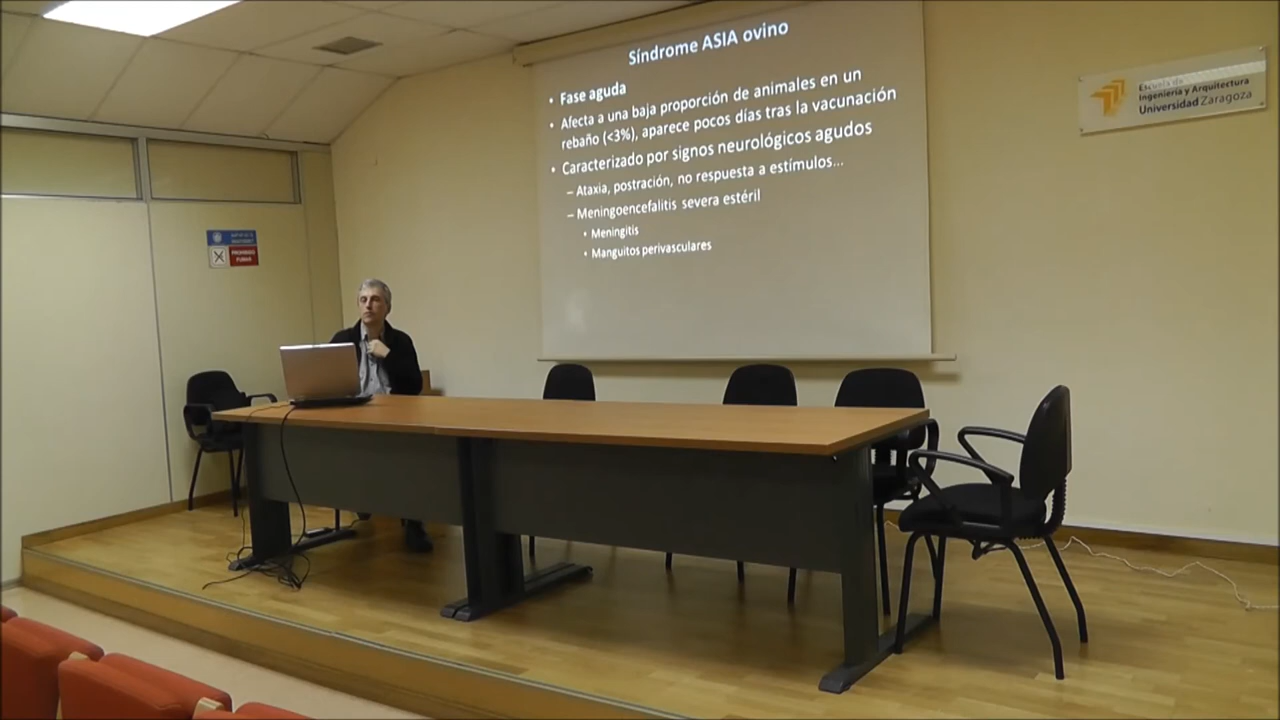 Síndrome ASIA ovino
• Fase aguda
• Afecta a una baja proporción de animales en un
rebaño (<3%), aparece pocos días tras la vacunación
• Caracterizado por signos neurológicos agudos
– Ataxia, postración, no respuesta a estímulos...
– Meningoencefalitis severa estéril
• Meningitis
• Manguitos perivasculares
Escuela de
Ingeniería y Arquitectura
Universidad Zaragoza
PROHIBIDO
FUMAR